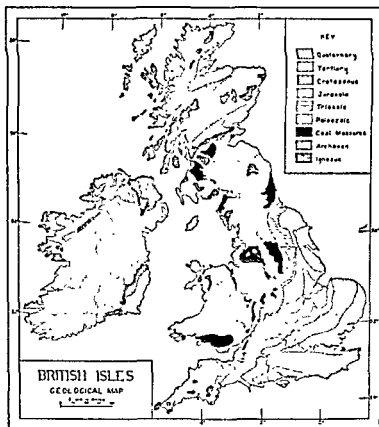 KEY
Quaternary
Tertiary
Cretaceous
Jurassic
Triassic
Paleozoic
Coal Measures
Archaean
Igneous
BRITISH ISLES
GEOLOGICAL MAP